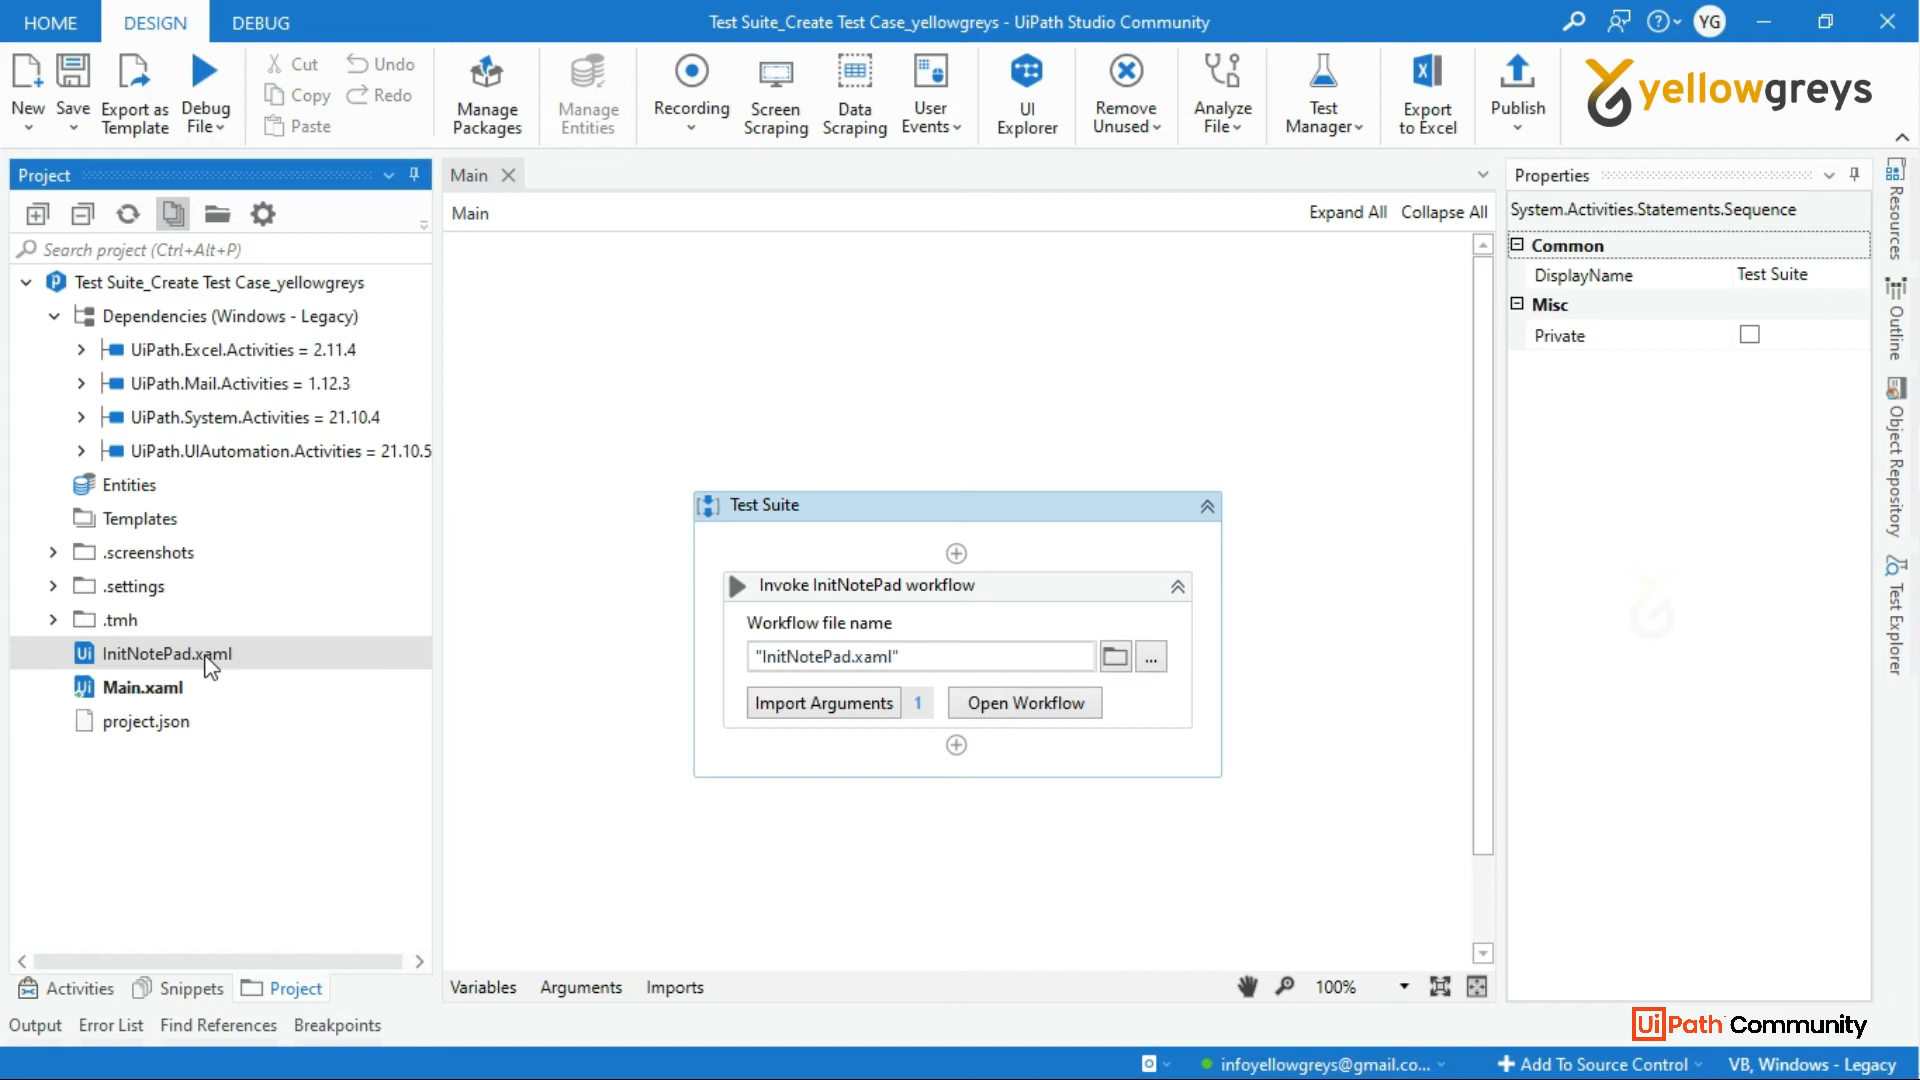 HOME DESIGN DEBUG Test Suite_Create Test Case_yellowgreys - UiPath Studio Community YG
New Save Export as Template Debug File Cut Copy Paste Undo Redo Manage Packages Manage Entities Recording Screen Scraping Data Scraping User Events UI Explorer Remove Unused Analyze File Test Manager Export to Excel Publish
yellowgreys
Project
Search project (Ctrl+Alt+P)
Test Suite_Create Test Case_yellowgreys
Dependencies (Windows - Legacy)
UiPath.Excel.Activities = 2.11.4
UiPath.Mail.Activities = 1.12.3
UiPath.System.Activities = 21.10.4
UiPath.UIAutomation.Activities = 21.10.5
Entities
Templates
.screenshots
.settings
.tmh
InitNotePad.xaml
Main.xaml
project.json
Activities Snippets Project
Main
Main Expand All Collapse All
Test Suite
Invoke InitNotePad workflow
Workflow file name
"InitNotePad.xaml" ...
Import Arguments 1 Open Workflow
Variables Arguments Imports 100%
Properties
System.Activities.Statements.Sequence
Common
DisplayName Test Suite
Misc
Private
Resources
Outline
Object Repository
Test Explorer
Output Error List Find References Breakpoints
UiPath Community
infoyellowgreys@gmail.co... Add To Source Control VB, Windows - Legacy